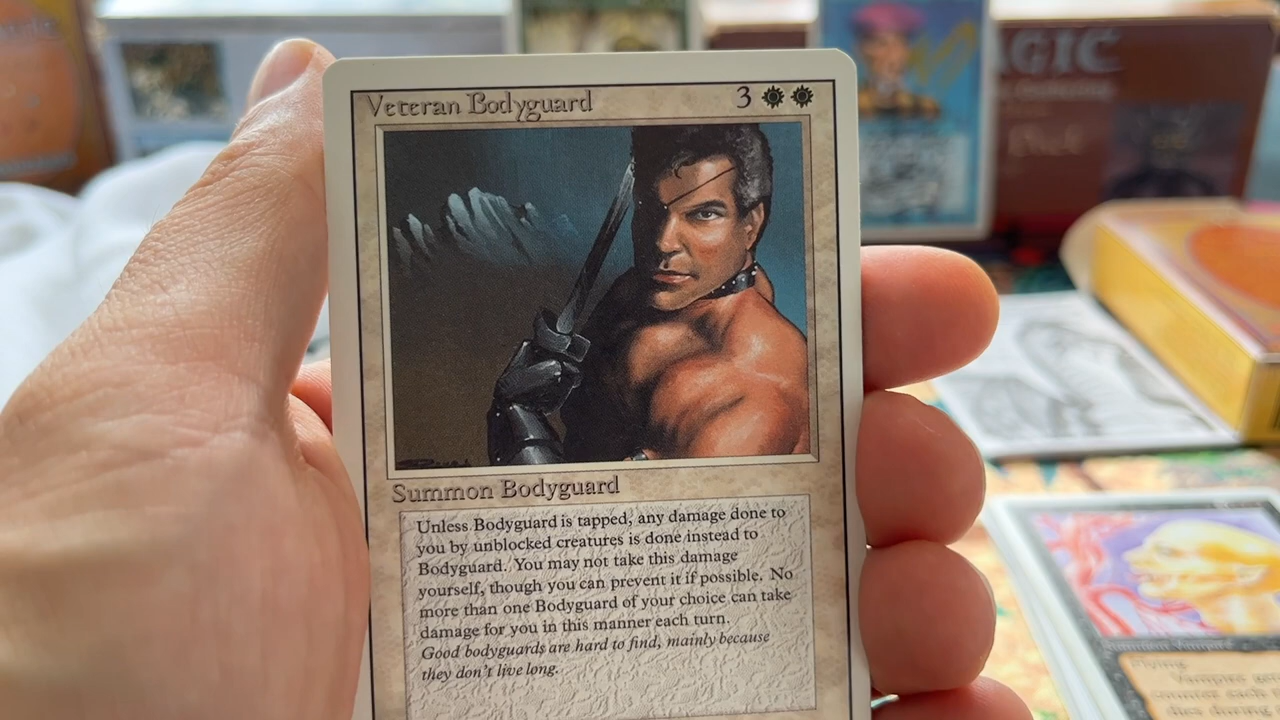 Veteran Bodyguard 3
Summon Bodyguard
Unless Bodyguard is tapped, any damage done to
you by unblocked creatures is done instead to
Bodyguard. You may not take this damage
yourself, though you can prevent it if possible. No
more than one Bodyguard of your choice can take
damage for you in this manner each turn.
Good bodyguards are hard to find, mainly because
they don't live long.
AGIC
Deck
Flying